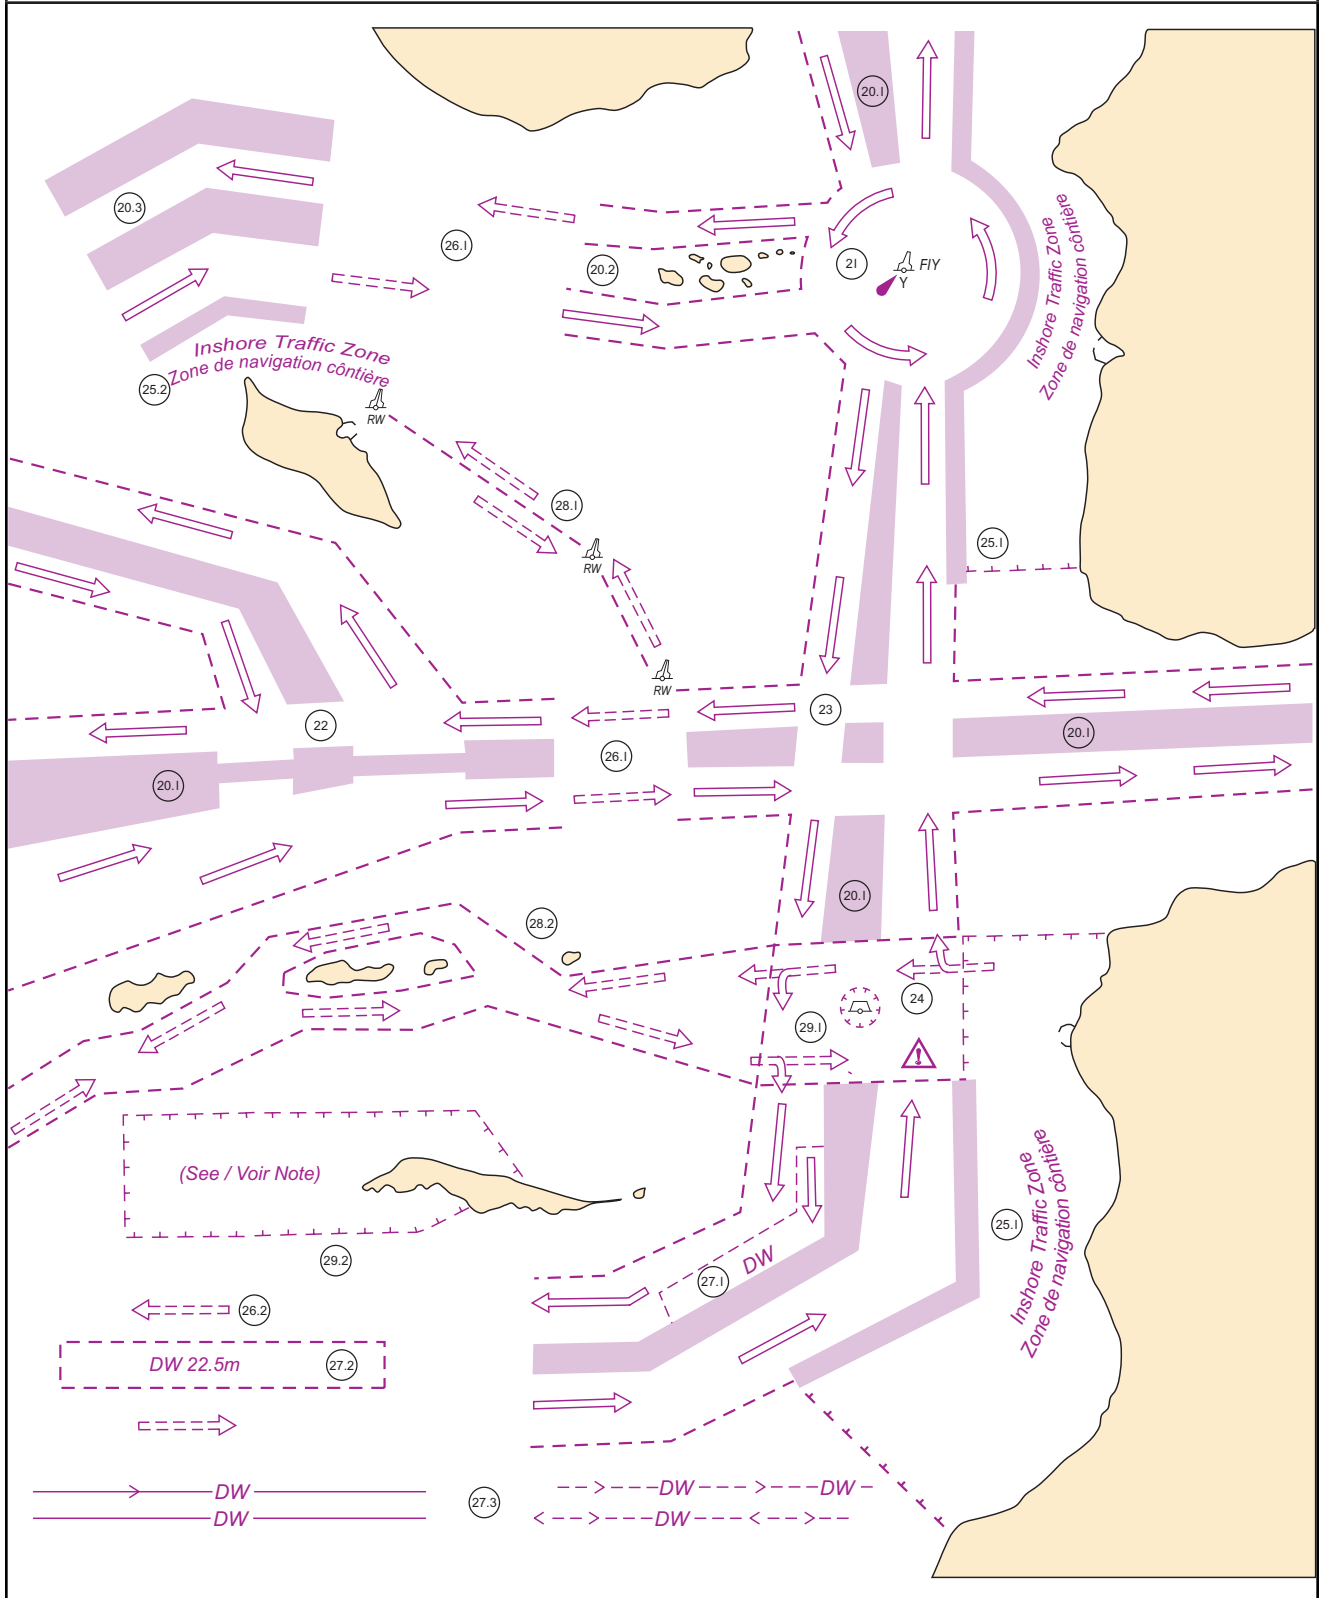 20.1
20.3
26.1
20.2
21
FlY
Y
Inshore Traffic Zone
Zone de navigation côntière
Inshore Traffic Zone
Zone de navigation côntière
25.2
RW
28.1
RW
25.1
RW
22
23
20.1
26.1
20.1
20.1
28.2
24
29.1
!
(See / Voir Note)
25.1
Inshore Traffic Zone
Zone de navigation côntière
29.2
DW
27.1
26.2
DW 22.5m
27.2
DW
DW
27.3
DW
DW
DW